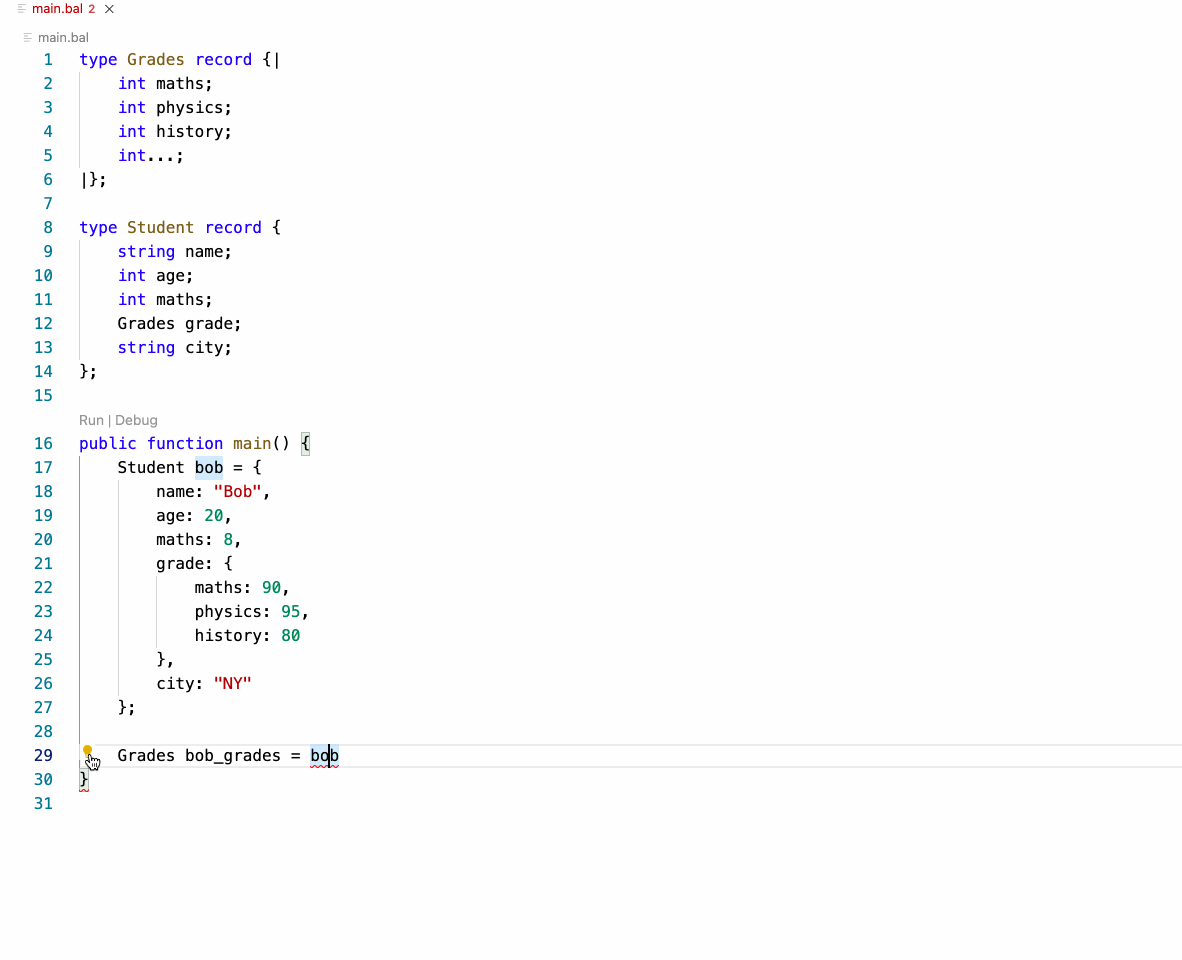 main.bal 2 ×
main.bal
1 type Grades record {|
2     int maths;
3     int physics;
4     int history;
5     int...;
6 |};
7
8 type Student record {
9     string name;
10     int age;
11     int maths;
12     Grades grade;
13     string city;
14 };
15
Run | Debug
16 public function main() {
17     Student bob = {
18         name: "Bob",
19         age: 20,
20         maths: 8,
21         grade: {
22             maths: 90,
23             physics: 95,
24             history: 80
25         },
26         city: "NY"
27     };
28
29     Grades bob_grades = bob
30 }
31